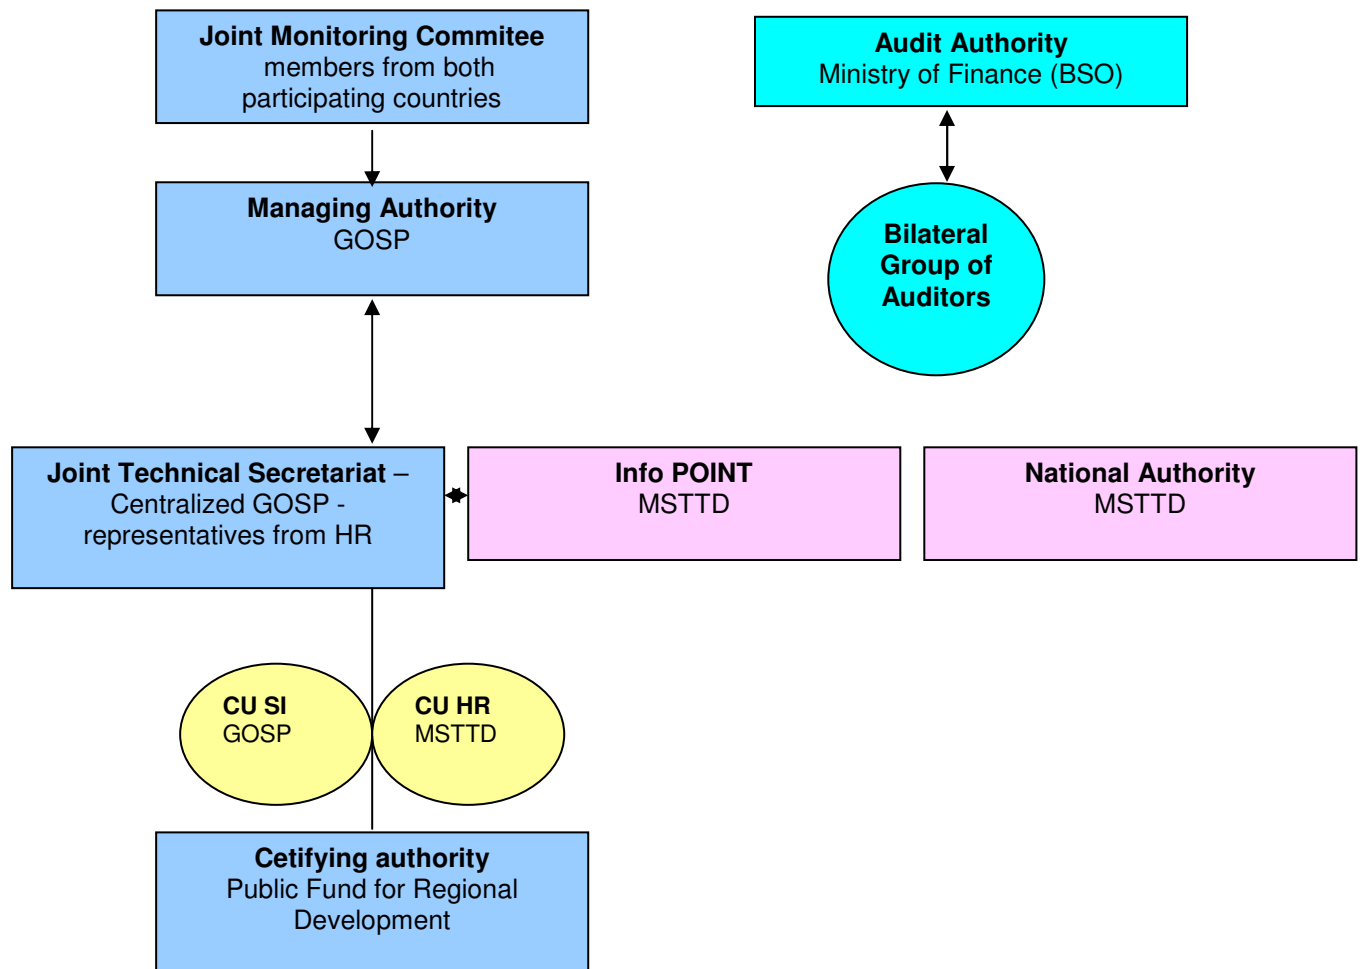 Joint Monitoring Commitee
members from both
participating countries
Audit Authority
Ministry of Finance (BSO)
Managing Authority
GOSP
Bilateral
Group of
Auditors
Joint Technical Secretariat –
Centralized GOSP -
representatives from HR
Info POINT
MSTTD
National Authority
MSTTD
CU SI
GOSP
CU HR
MSTTD
Cetifying authority
Public Fund for Regional
Development